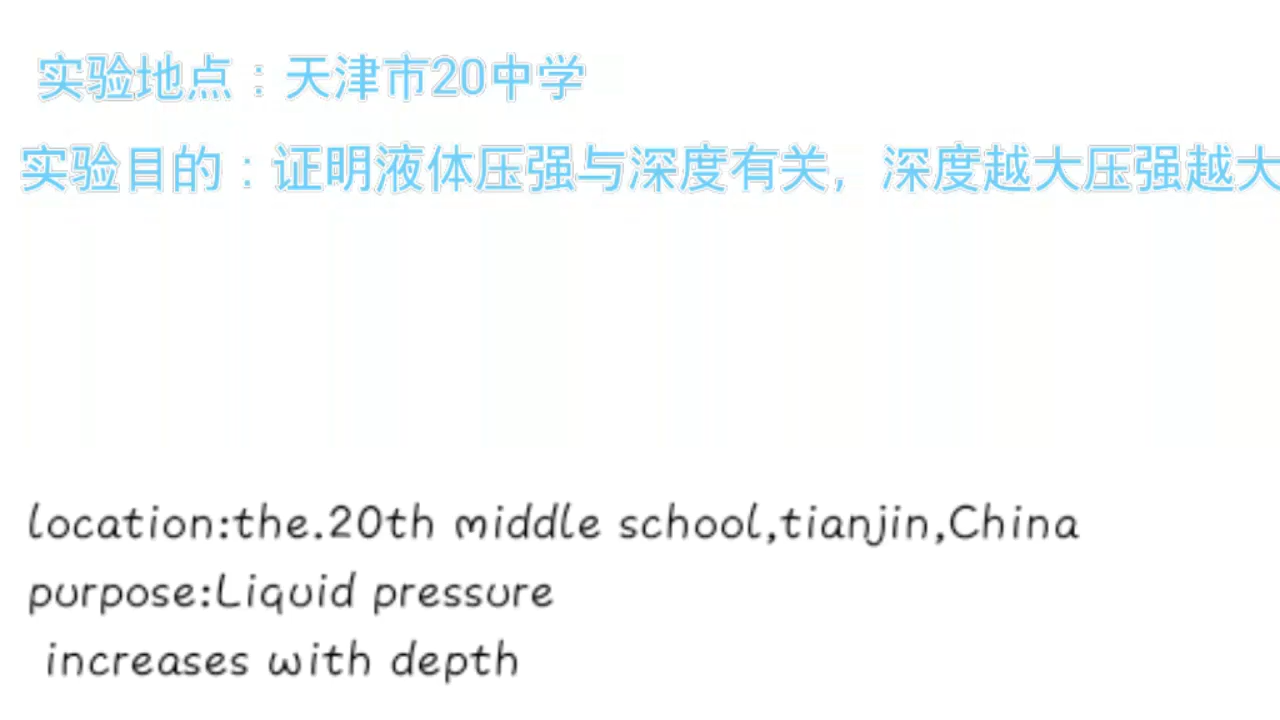 实验地点：天津市20中学
实验目的：证明液体压强与深度有关，深度越大压强越大
location:the.20th middle school,tianjin,China
purpose:Liquid pressure
increases with depth